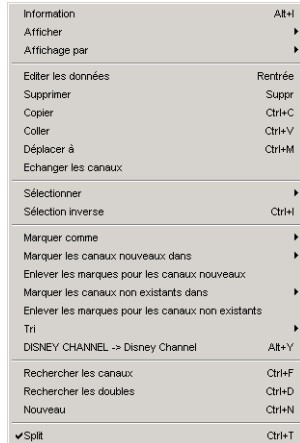 Information Alt+I
Afficher
Affichage par
Editer les données Rentrée
Supprimer Suppr
Copier Ctrl+C
Coller Ctrl+V
Déplacer à Ctrl+M
Echanger les canaux
Sélectionner
Sélection inverse Ctrl+I
Marquer comme
Marquer les canaux nouveaux dans
Enlever les marques pour les canaux nouveaux
Marquer les canaux non existants dans
Enlever les marques pour les canaux non existants
Tri
DISNEY CHANNEL -> Disney Channel Alt+Y
Rechercher les canaux Ctrl+F
Rechercher les doubles Ctrl+D
Nouveau Ctrl+N
Split Ctrl+T